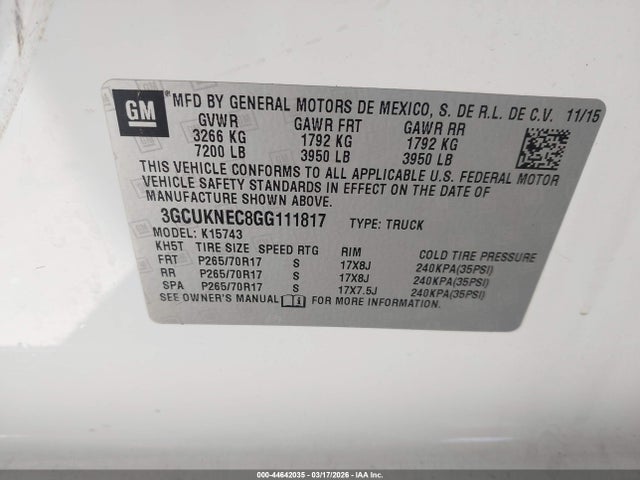 GM ® MFD BY GENERAL MOTORS DE MEXICO, S. DE R.L. DE C.V. 11/15
GVWR GAWR FRT GAWR RR
3266 KG 1792 KG 1792 KG
7200 LB 3950 LB 3950 LB
THIS VEHICLE CONFORMS TO ALL APPLICABLE U.S. FEDERAL MOTOR
VEHICLE SAFETY STANDARDS IN EFFECT ON THE DATE OF
MANUFACTURE SHOWN ABOVE.
3GCUKNEC8GG111817 TYPE: TRUCK
MODEL: K15743
KH5T TIRE SIZE SPEED RTG RIM COLD TIRE PRESSURE
FRT P265/70R17 S 17X8J 240KPA(35PSI)
RR P265/70R17 S 17X8J 240KPA(35PSI)
SPA P265/70R17 S 17X7.5J 240KPA(35PSI)
SEE OWNER'S MANUAL FOR MORE INFORMATION.
000-44642035 - 03/17/2026 - IAA Inc.